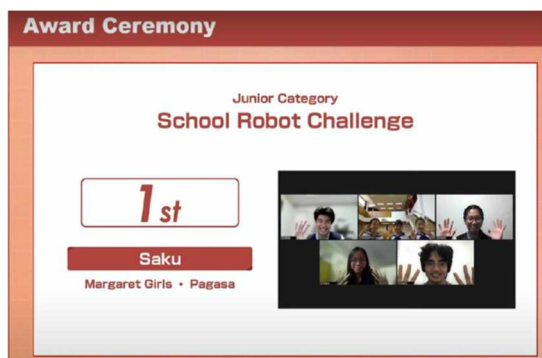 Award Ceremony
Junior Category
School Robot Challenge
1st
Saku
Margaret Girls・Pagasa